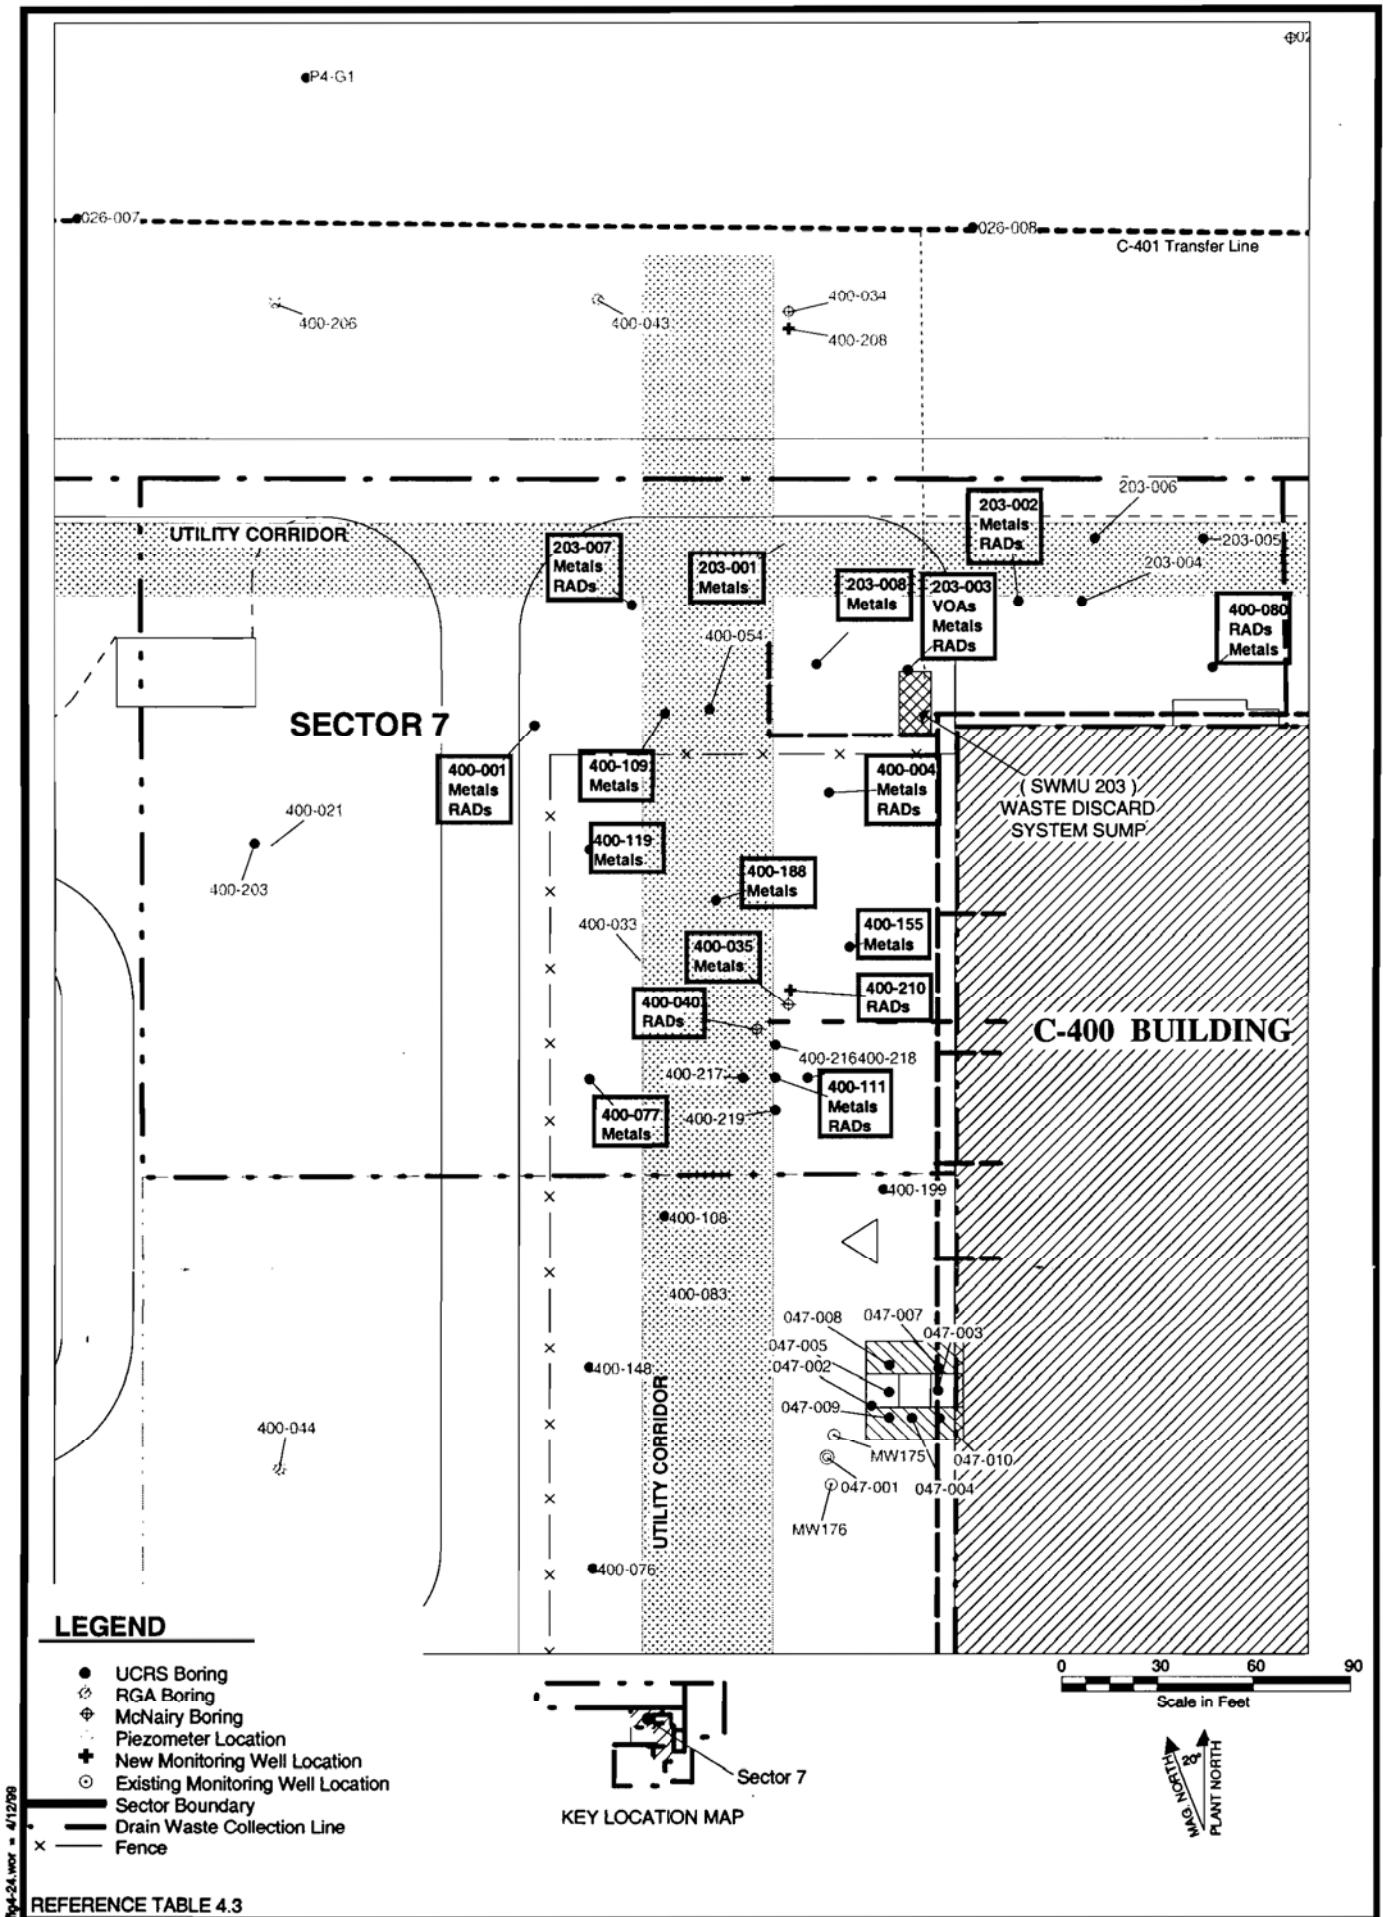 02
P4-G1
026-007
026-008
C-401 Transfer Line
400-206
400-043
400-034
400-208
UTILITY CORRIDOR
203-007
Metals
RADs
203-001
Metals
203-008
Metals
203-003
VOAs
Metals
RADs
203-002
Metals
RADs
203-006
203-005
203-004
400-080
RADs
Metals
400-054
SECTOR 7
400-001
Metals
RADs
400-109
Metals
400-004
Metals
RADs
( SWMU 203 )
WASTE DISCARD
SYSTEM SUMP
400-021
400-203
400-119
Metals
400-188
Metals
400-033
400-035
Metals
400-155
Metals
400-210
RADs
400-040
RADs
C-400 BUILDING
400-216
400-218
400-217
400-111
Metals
RADs
400-219
400-077
Metals
400-199
400-108
400-083
047-008
047-007
047-003
047-005
047-002
047-009
400-148
400-044
MW175
047-010
047-001
047-004
MW176
UTILITY CORRIDOR
400-076
LEGEND
UCRS Boring
RGA Boring
McNairy Boring
Piezometer Location
New Monitoring Well Location
Existing Monitoring Well Location
Sector Boundary
Drain Waste Collection Line
Fence
Sector 7
KEY LOCATION MAP
0 30 60 90
Scale in Feet
MAG. NORTH
20°
PLANT NORTH
REFERENCE TABLE 4.3
4-24.wor = 4/12/99